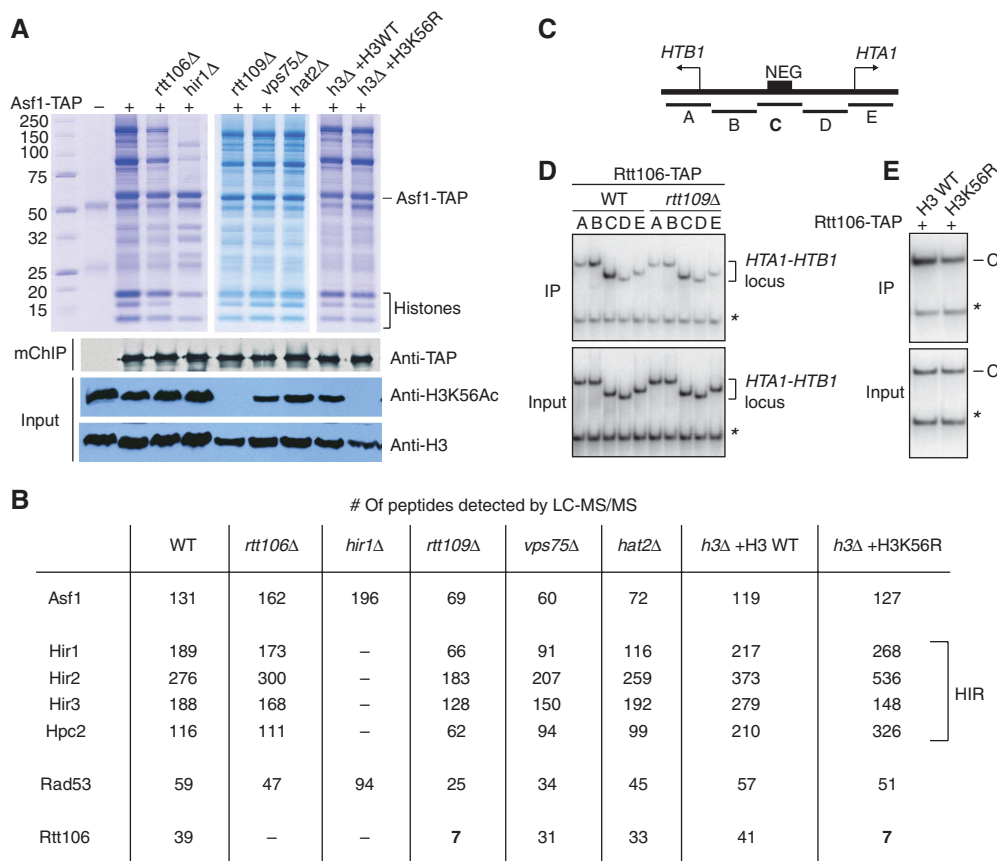 A
rtt106Δ
hir1Δ
rtt109Δ
vps75Δ
hat2Δ
h3Δ +H3WT
h3Δ +H3K56R
Asf1-TAP – + + + + + + + +
250
150
100
75
50
32
25
20
15
Asf1-TAP
Histones
mChIP
Anti-TAP
Input
Anti-H3K56Ac
Anti-H3
C
HTB1
HTA1
NEG
A B C D E
D
Rtt106-TAP
WT rtt109Δ
A B C D E A B C D E
IP
HTA1-HTB1
locus
*
Input
HTA1-HTB1
locus
*
E
H3 WT
H3K56R
Rtt106-TAP + +
IP
C
*
Input
C
*
B
# Of peptides detected by LC-MS/MS
WT rtt106Δ hir1Δ rtt109Δ vps75Δ hat2Δ h3Δ +H3 WT h3Δ +H3K56R
Asf1 131 162 196 69 60 72 119 127
Hir1 189 173 – 66 91 116 217 268
Hir2 276 300 – 183 207 259 373 536
Hir3 188 168 – 128 150 192 279 148
Hpc2 116 111 – 62 94 99 210 326
HIR
Rad53 59 47 94 25 34 45 57 51
Rtt106 39 – – 7 31 33 41 7